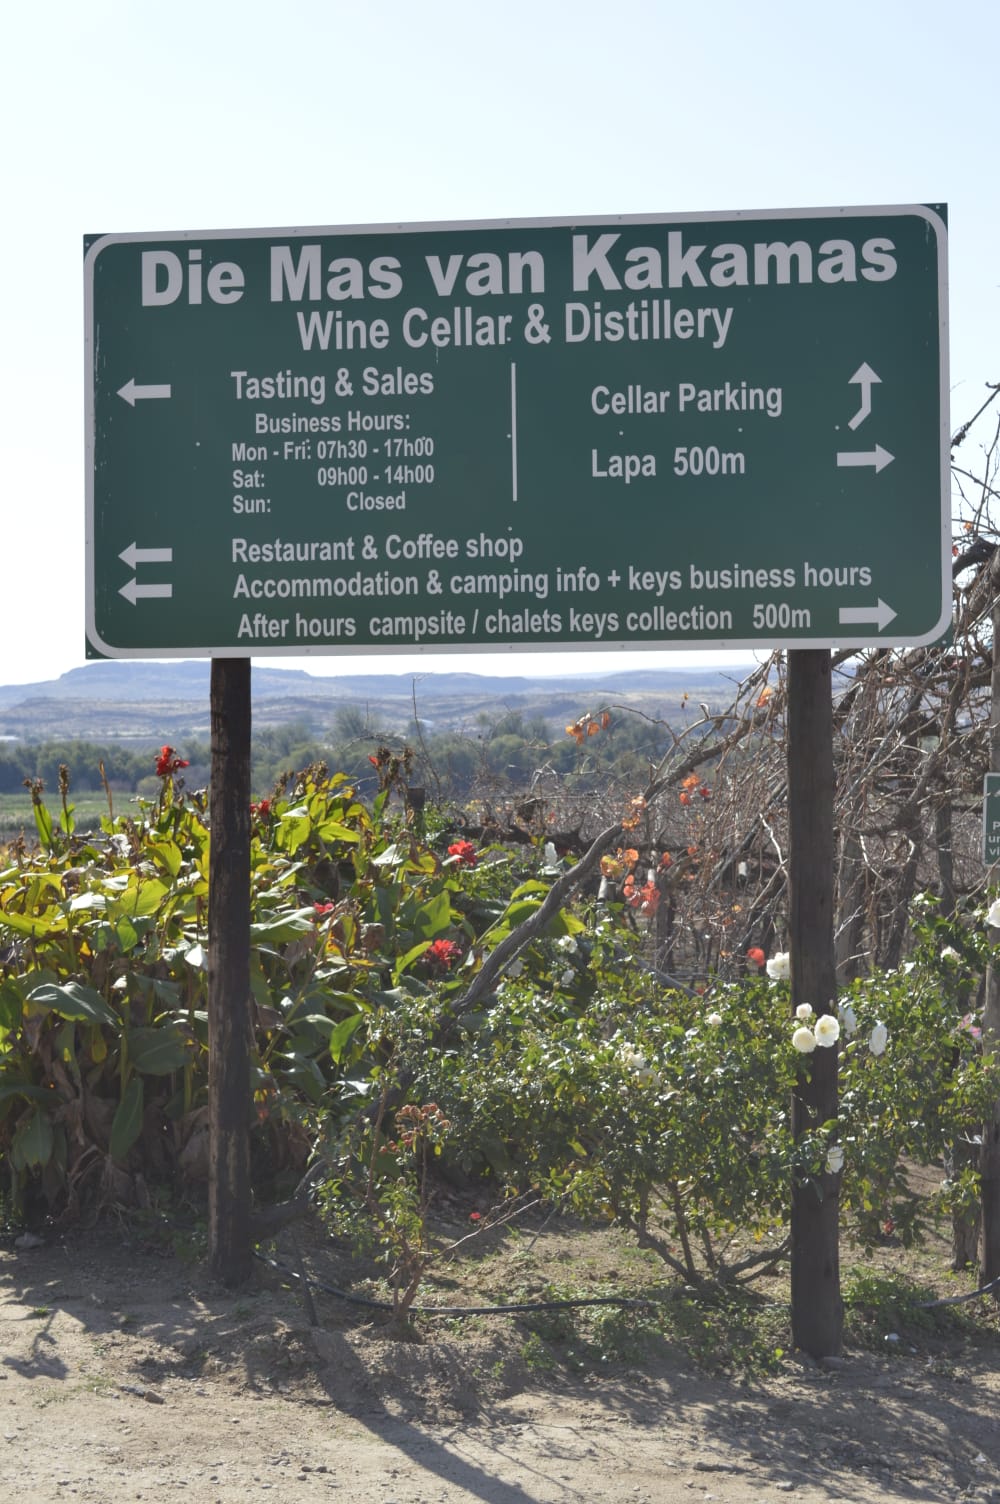 Die Mas van Kakamas
Wine Cellar & Distillery
Tasting & Sales
Business Hours:
Mon - Fri: 07h30 - 17h00
Sat: 09h00 - 14h00
Sun: Closed
Cellar Parking
Lapa 500m
Restaurant & Coffee shop
Accommodation & camping info + keys business hours
After hours campsite / chalets keys collection 500m